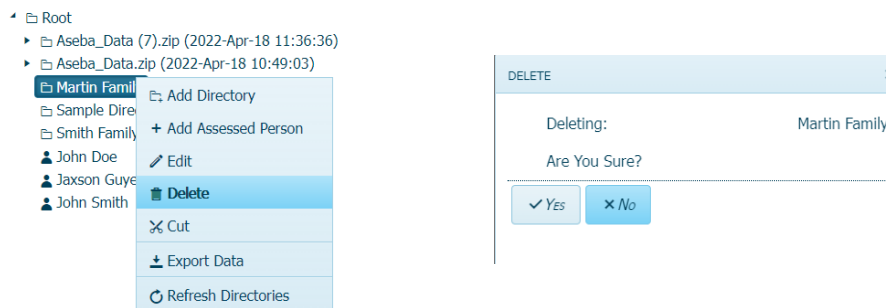 Root
Aseba_Data (7).zip (2022-Apr-18 11:36:36)
Aseba_Data.zip (2022-Apr-18 10:49:03)
Martin Famil
Sample Dire
Smith Family
John Doe
Jaxson Guye
John Smith
Add Directory
Add Assessed Person
Edit
Delete
Cut
Export Data
Refresh Directories
DELETE
Deleting: Martin Family
Are You Sure?
YES
NO